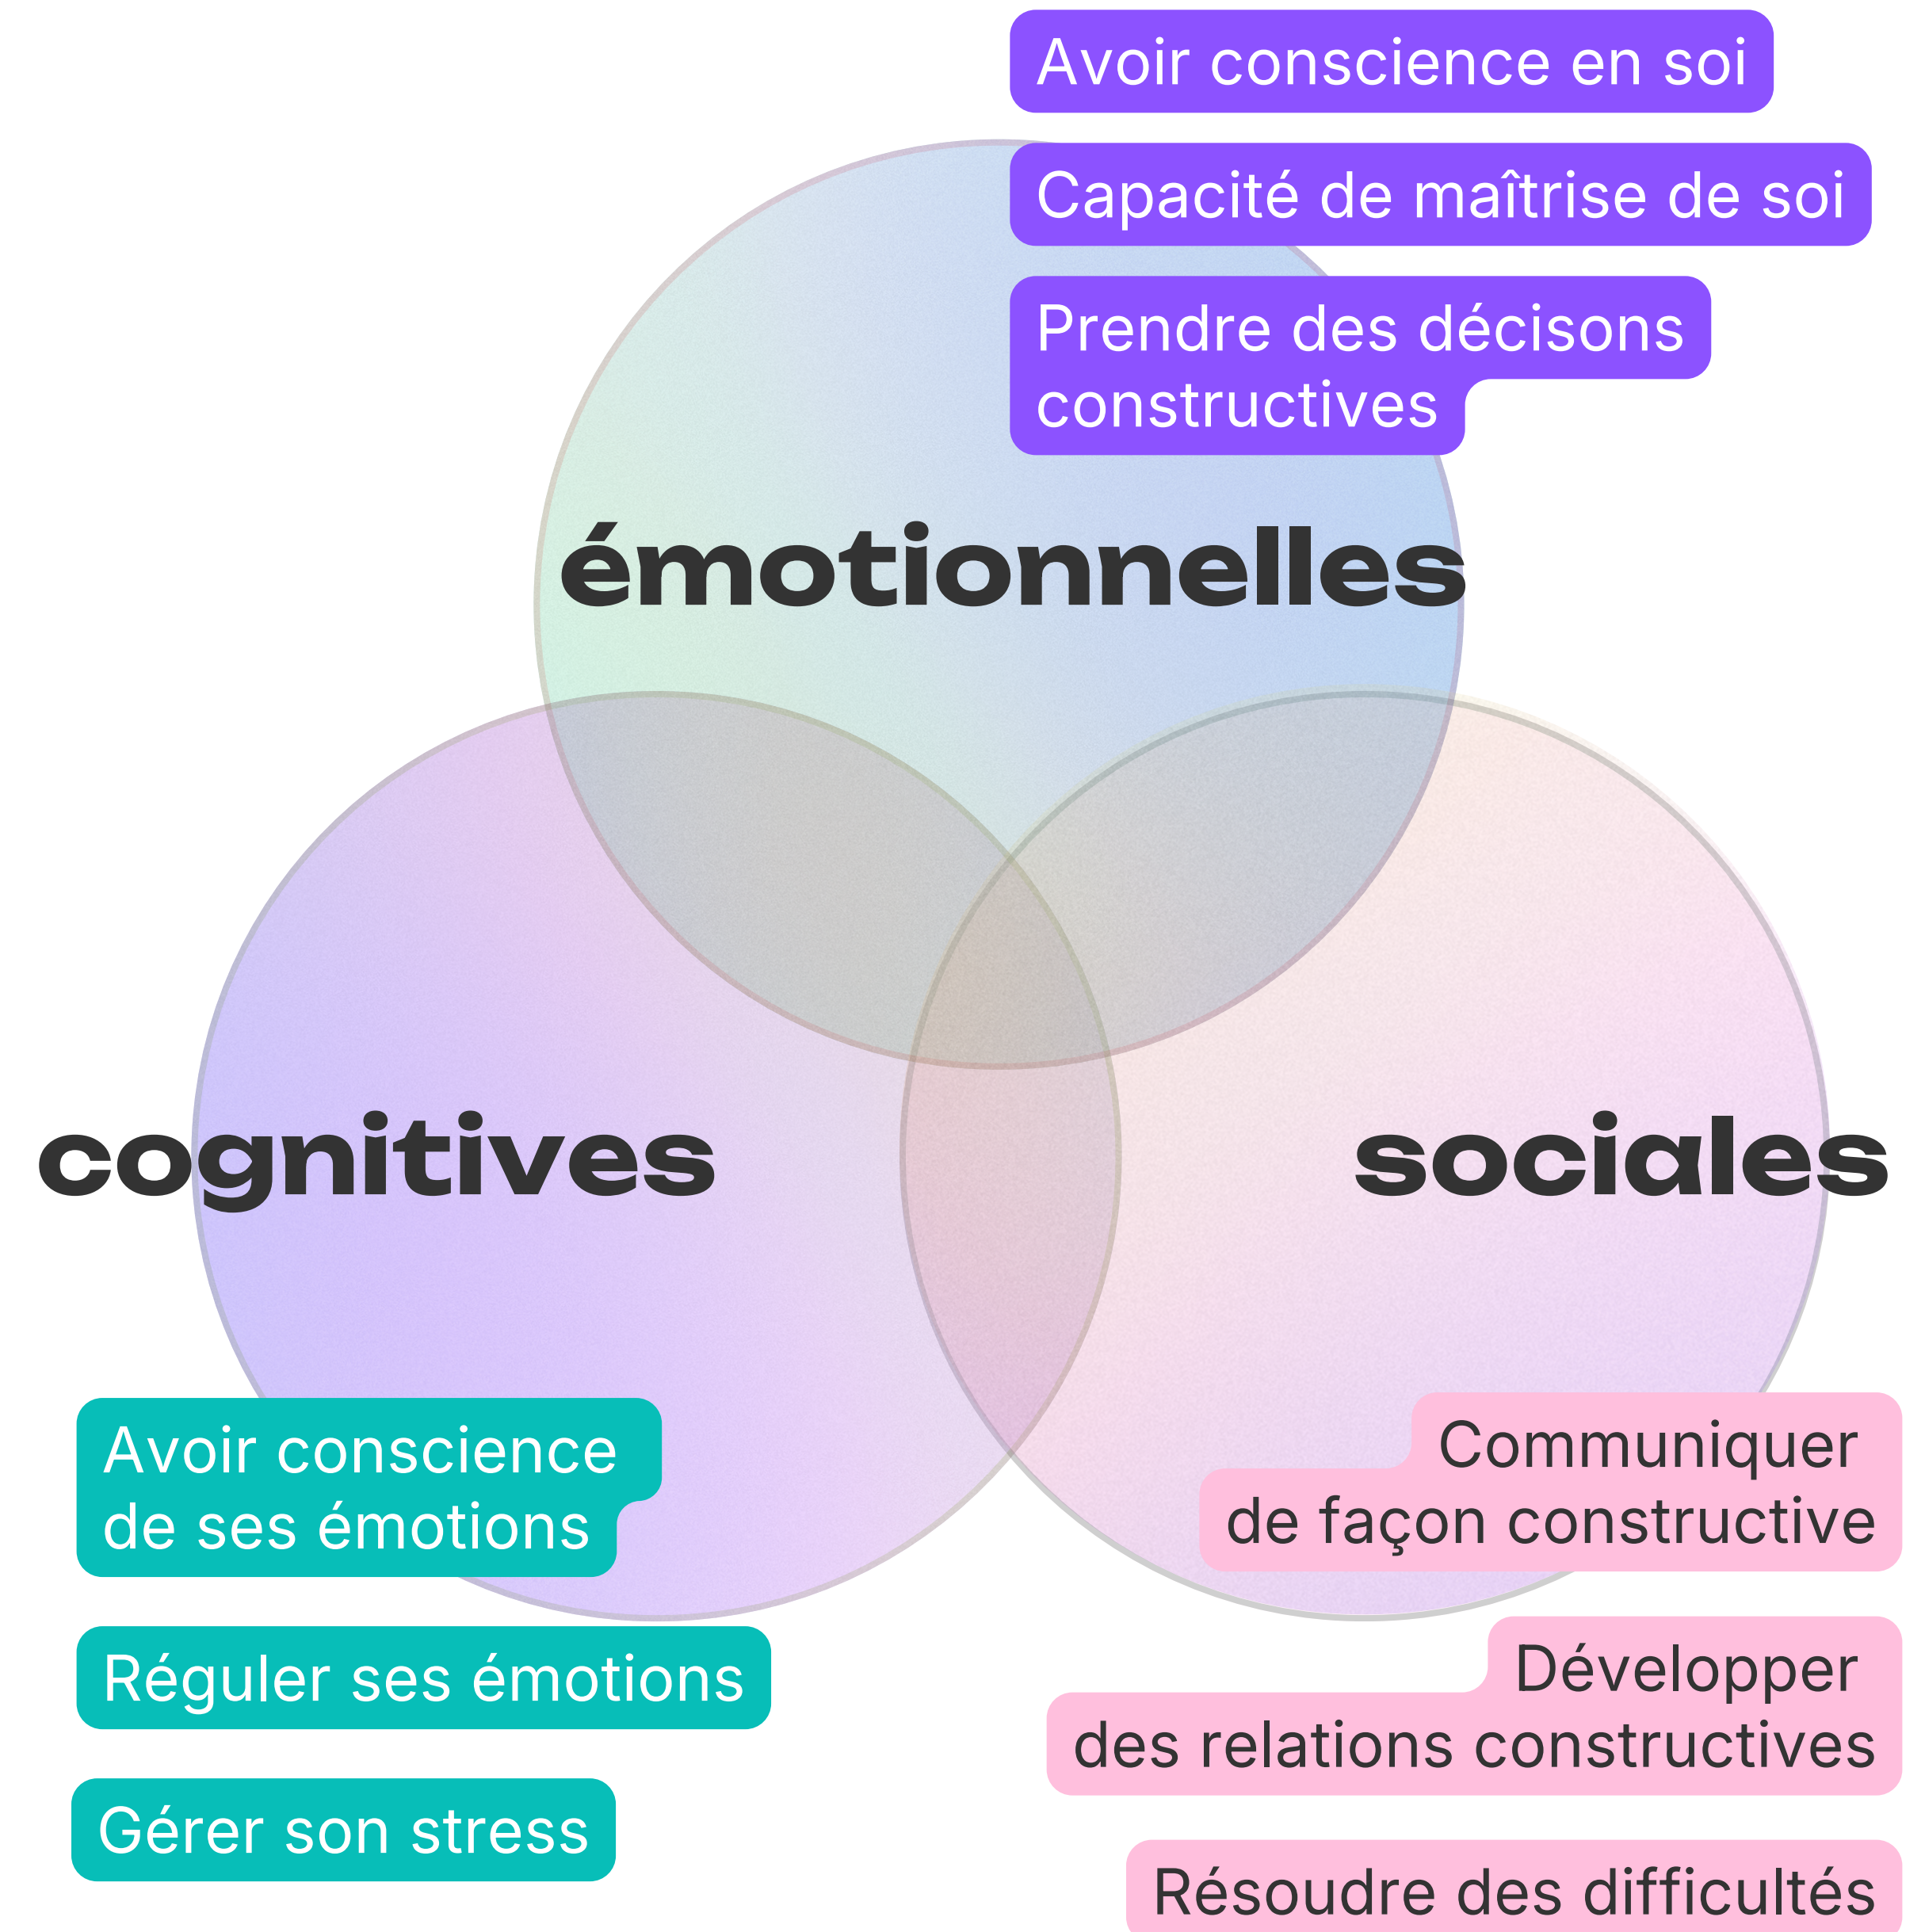 Avoir conscience en soi
Capacité de maîtrise de soi
Prendre des décisons
constructives
émotionnelles
cognitives
sociales
Avoir conscience
de ses émotions
Réguler ses émotions
Gérer son stress
Communiquer
de façon constructive
Développer
des relations constructives
Résoudre des difficultés